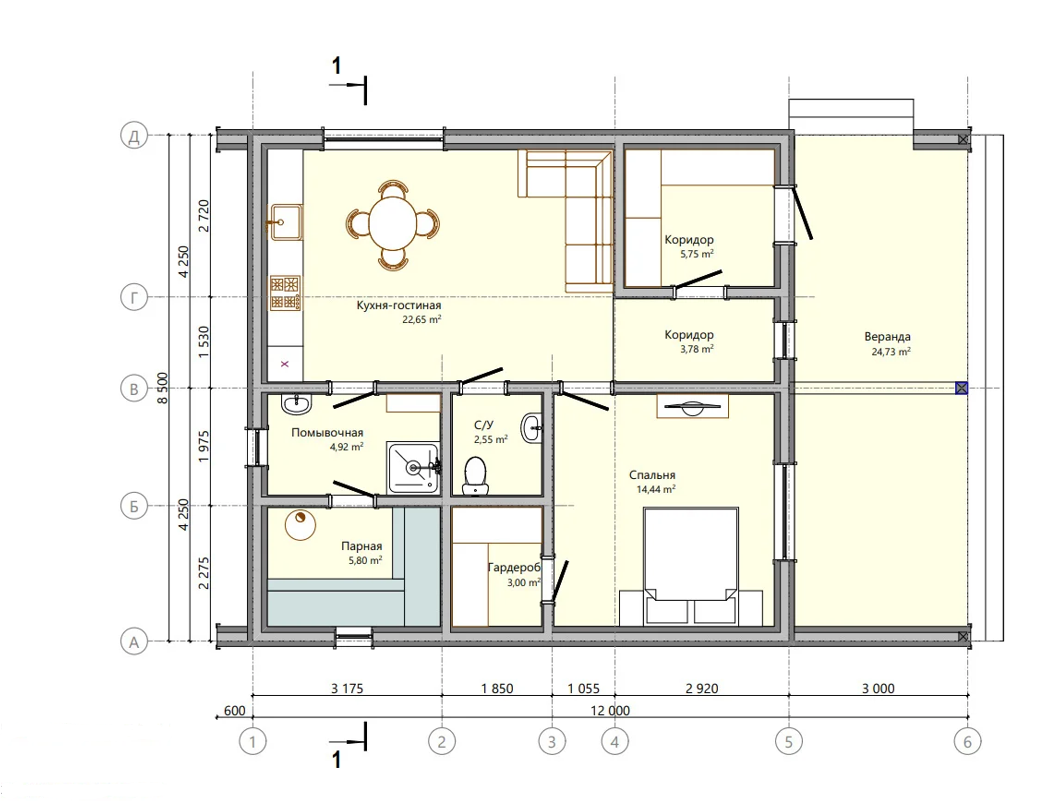 1
Д
Г
В
Б
А
2 720
4 250
1 530
8 500
1 975
4 250
2 275
Коридор
5,75 m²
Кухня-гостиная
22,65 m²
Коридор
3,78 m²
Веранда
24,73 m²
X
Помывочная
4,92 m²
С/У
2,55 m²
Спальня
14,44 m²
Парная
5,80 m²
Гардероб
3,00 m²
3 175
1 850
1 055
2 920
3 000
600
12 000
1
2
3
4
5
6
1